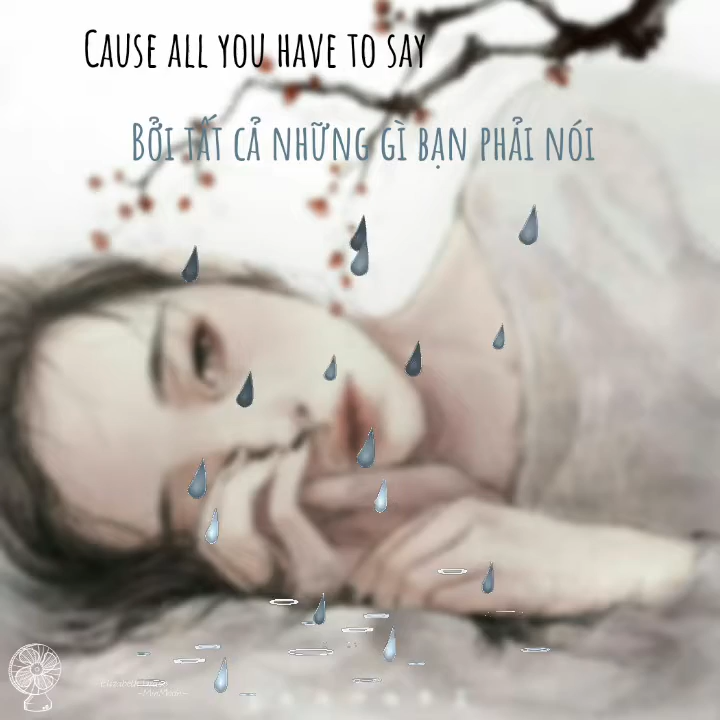 Cause all you have to say
Bởi tất cả những gì bạn phải nói